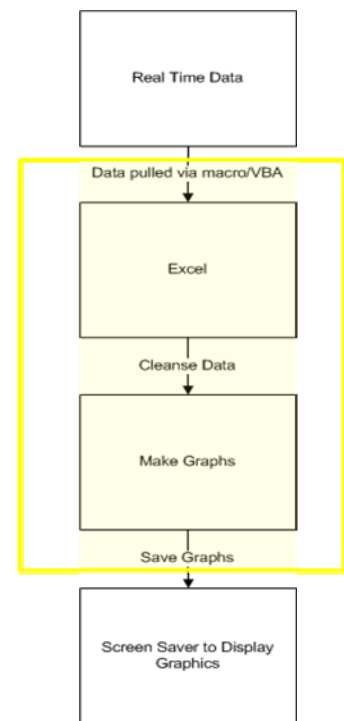 Real Time Data
Data pulled via macro/VBA
Excel
Cleanse Data
Make Graphs
Save Graphs
Screen Saver to Display
Graphics